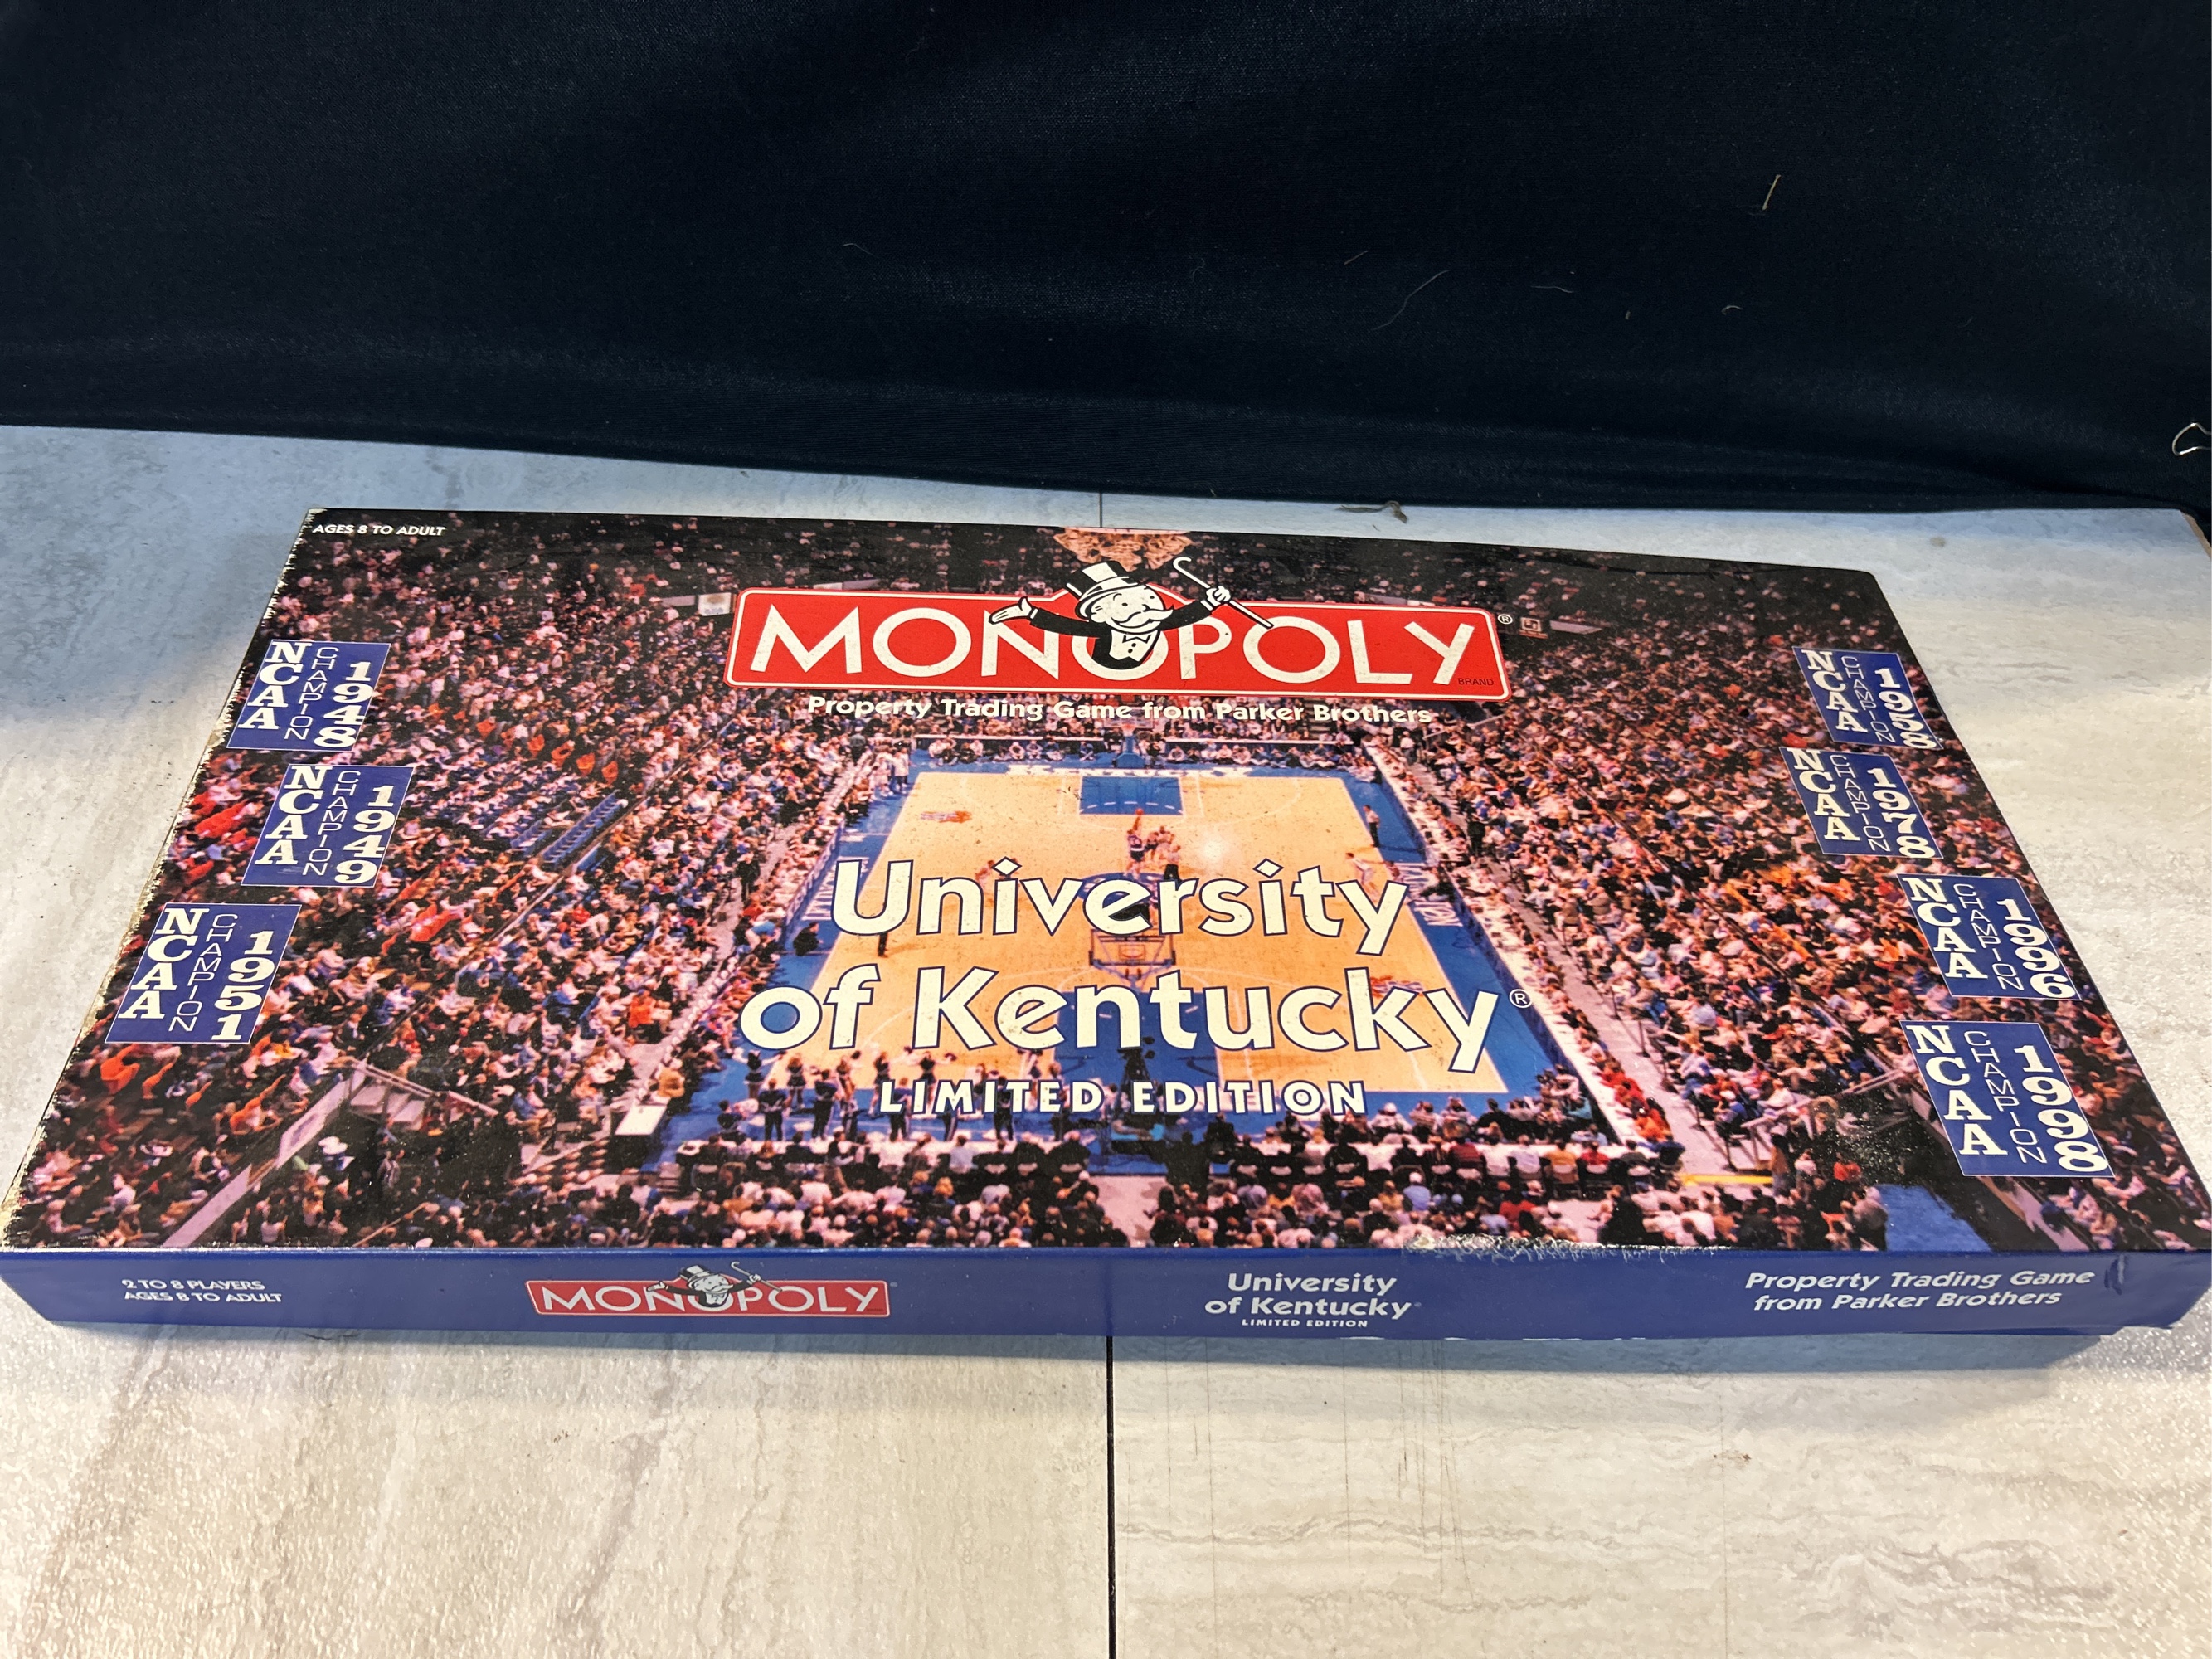 AGES 8 TO ADULT
MONOPOLY®
BRAND
Property Trading Game from Parker Brothers
NCAA CHAMPION 1948
NCAA CHAMPION 1949
NCAA CHAMPION 1951
NCAA CHAMPION 1958
NCAA CHAMPION 1978
NCAA CHAMPION 1996
NCAA CHAMPION 1998
KENTUCKY
University
of Kentucky®
LIMITED EDITION
2 TO 8 PLAYERS
AGES 8 TO ADULT
MONOPOLY®
University
of Kentucky®
LIMITED EDITION
Property Trading Game
from Parker Brothers